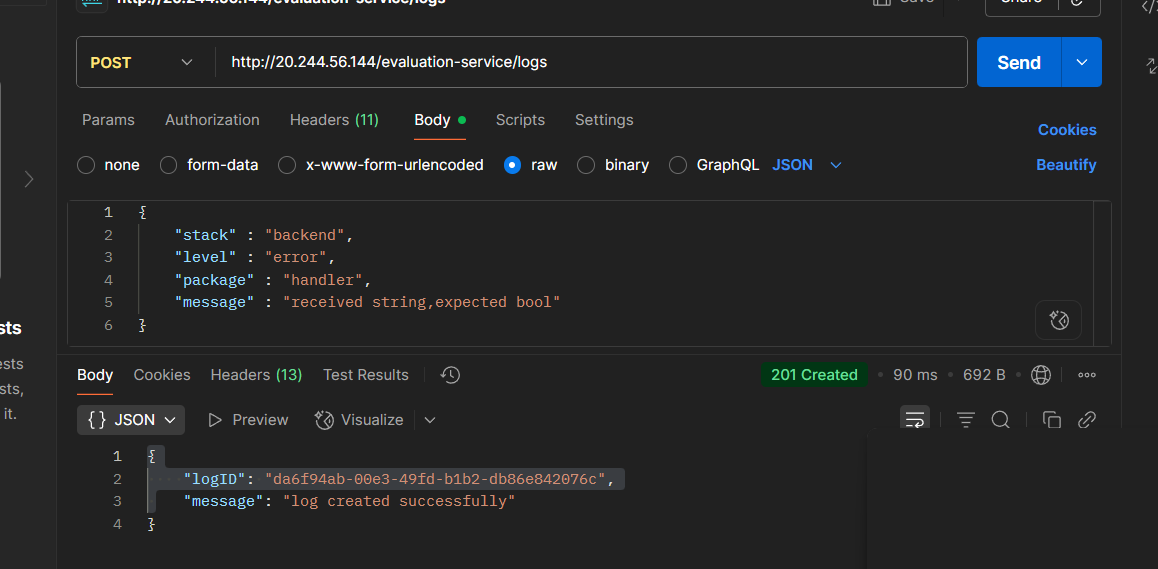 http://20.244.56.144/evaluation-service/logs
Save
Share
POST
http://20.244.56.144/evaluation-service/logs
Send
Params Authorization Headers (11) Body Scripts Settings
Cookies
none form-data x-www-form-urlencoded raw binary GraphQL JSON
Beautify
1 {
2 "stack" : "backend",
3 "level" : "error",
4 "package" : "handler",
5 "message" : "received string,expected bool"
6 }
sts
ests
sts,
it.
Body Cookies Headers (13) Test Results
201 Created • 90 ms • 692 B
{} JSON Preview Visualize
1 {
2 "logID": "da6f94ab-00e3-49fd-b1b2-db86e842076c",
3 "message": "log created successfully"
4 }